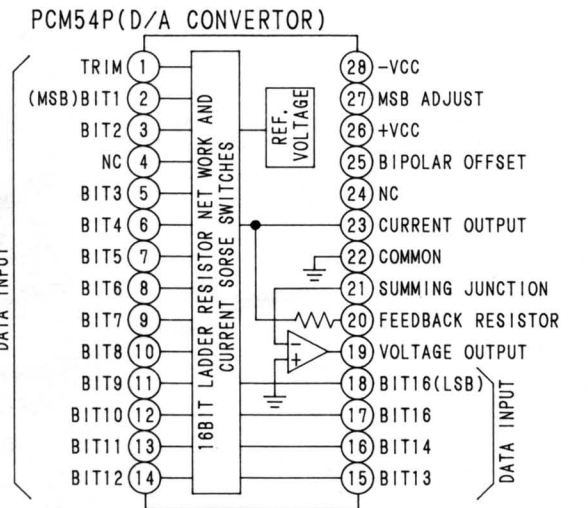 PCM54P(D/A CONVERTOR)
TRIM 1
(MSB)BIT1 2
BIT2 3
NC 4
BIT3 5
BIT4 6
BIT5 7
BIT6 8
BIT7 9
BIT8 10
BIT9 11
BIT10 12
BIT11 13
BIT12 14
DATA INPUT
16BIT LADDER RESISTOR NET WORK AND
CURRENT SORSE SWITCHES
REF.
VOLTAGE
28 -VCC
27 MSB ADJUST
26 +VCC
25 BIPOLAR OFFSET
24 NC
23 CURRENT OUTPUT
22 COMMON
21 SUMMING JUNCTION
20 FEEDBACK RESISTOR
19 VOLTAGE OUTPUT
18 BIT16(LSB)
17 BIT16
16 BIT14
15 BIT13
DATA INPUT
-
+